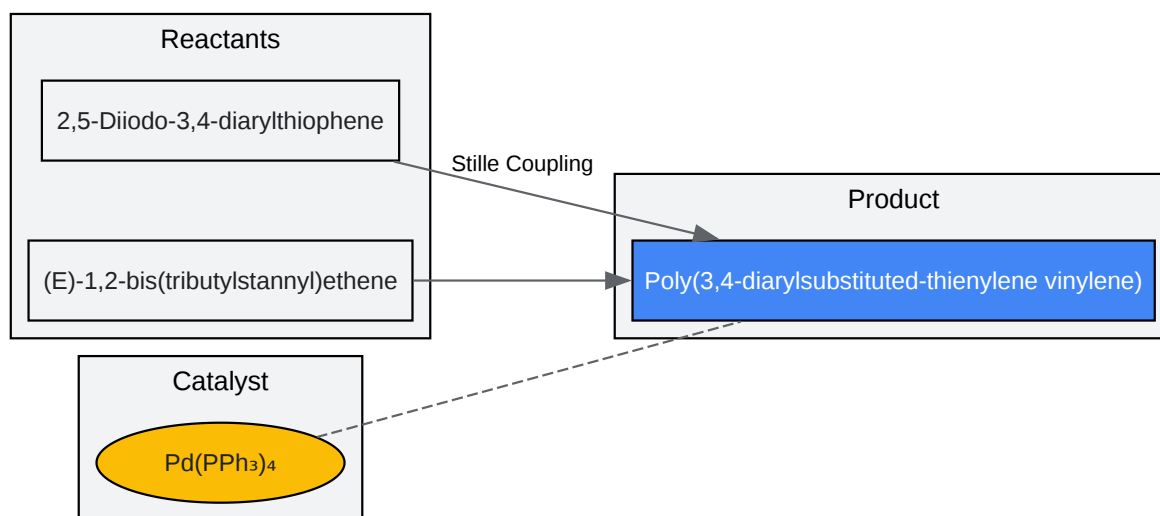 Reactants
2,5-Diiodo-3,4-diarylthiophene
Stille Coupling
(E)-1,2-bis(tributylstannyl)ethene
Product
Poly(3,4-diarylsubstituted-thienylene vinylene)
Catalyst
Pd(PPh₃)₄